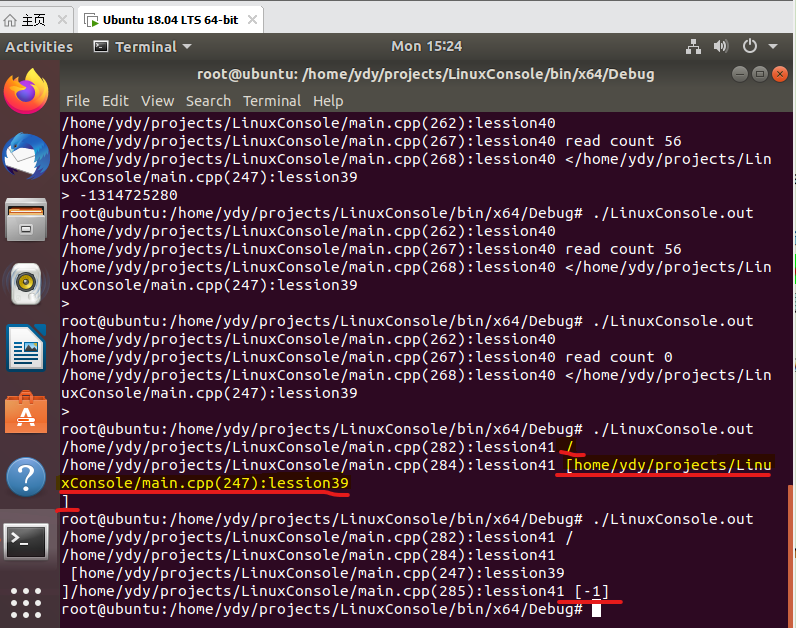 主页
Ubuntu 18.04 LTS 64-bit
Activities Terminal Mon 15:24
root@ubuntu: /home/ydy/projects/LinuxConsole/bin/x64/Debug
File Edit View Search Terminal Help
/home/ydy/projects/LinuxConsole/main.cpp(262):lession40
/home/ydy/projects/LinuxConsole/main.cpp(267):lession40 read count 56
/home/ydy/projects/LinuxConsole/main.cpp(268):lession40 </home/ydy/projects/Lin
uxConsole/main.cpp(247):lession39
> -1314725280
root@ubuntu:/home/ydy/projects/LinuxConsole/bin/x64/Debug# ./LinuxConsole.out
/home/ydy/projects/LinuxConsole/main.cpp(262):lession40
/home/ydy/projects/LinuxConsole/main.cpp(267):lession40 read count 56
/home/ydy/projects/LinuxConsole/main.cpp(268):lession40 </home/ydy/projects/Lin
uxConsole/main.cpp(247):lession39
>
root@ubuntu:/home/ydy/projects/LinuxConsole/bin/x64/Debug# ./LinuxConsole.out
/home/ydy/projects/LinuxConsole/main.cpp(262):lession40
/home/ydy/projects/LinuxConsole/main.cpp(267):lession40 read count 0
/home/ydy/projects/LinuxConsole/main.cpp(268):lession40 </home/ydy/projects/Lin
uxConsole/main.cpp(247):lession39
>
root@ubuntu:/home/ydy/projects/LinuxConsole/bin/x64/Debug# ./LinuxConsole.out
/home/ydy/projects/LinuxConsole/main.cpp(282):lession41 /
/home/ydy/projects/LinuxConsole/main.cpp(284):lession41 [home/ydy/projects/Linu
xConsole/main.cpp(247):lession39
]
root@ubuntu:/home/ydy/projects/LinuxConsole/bin/x64/Debug# ./LinuxConsole.out
/home/ydy/projects/LinuxConsole/main.cpp(282):lession41 /
/home/ydy/projects/LinuxConsole/main.cpp(284):lession41
[home/ydy/projects/LinuxConsole/main.cpp(247):lession39
]/home/ydy/projects/LinuxConsole/main.cpp(285):lession41 [-1]
root@ubuntu:/home/ydy/projects/LinuxConsole/bin/x64/Debug#